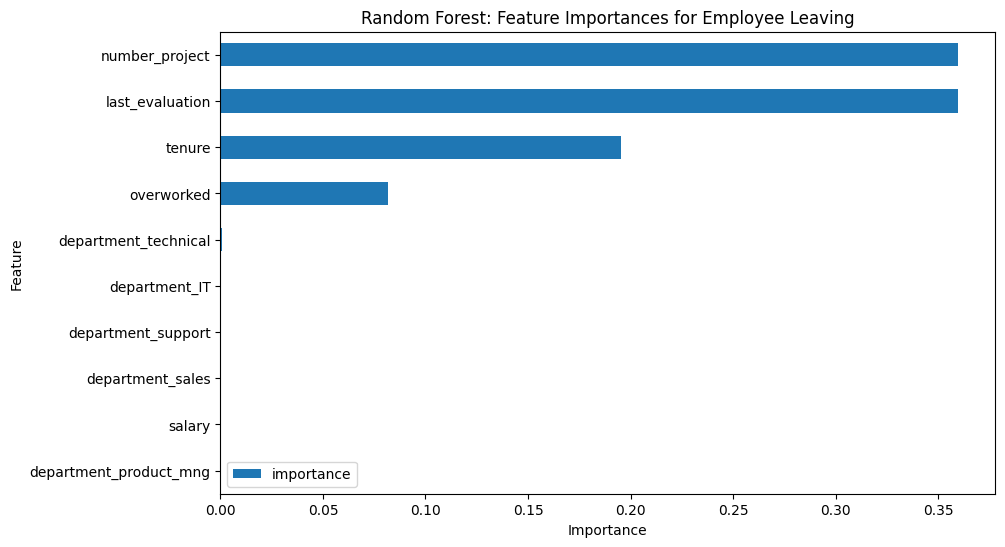 Random Forest: Feature Importances for Employee Leaving
number_project
last_evaluation
tenure
overworked
department_technical
department_IT
department_support
department_sales
salary
department_product_mng
Feature
importance
0.00 0.05 0.10 0.15 0.20 0.25 0.30 0.35
Importance